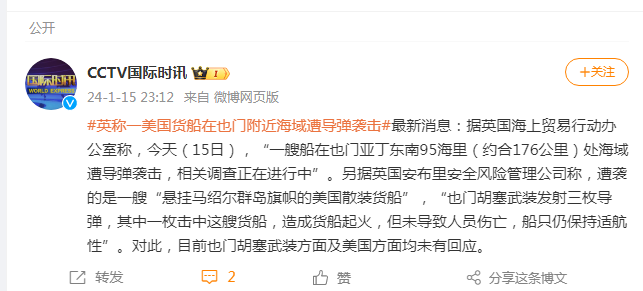 公开
国际时讯
WORLD EXPRESS
CCTV国际时讯
1
+关注
24-1-15 23:12 来自 微博网页版
#英称一美国货船在也门附近海域遭导弹袭击#最新消息：据英国海上贸易行动办
公室称，今天（15日），“一艘船在也门亚丁东南95海里（约合176公里）处海域
遭导弹袭击，相关调查正在进行中”。另据英国安布里安全风险管理公司称，遭袭
的是一艘“悬挂马绍尔群岛旗帜的美国散装货船”，“也门胡塞武装发射三枚导
弹，其中一枚击中这艘货船，造成货船起火，但未导致人员伤亡，船只仍保持适航
性”。对此，目前也门胡塞武装方面及美国方面均未有回应。
转发 2 赞 分享这条博文